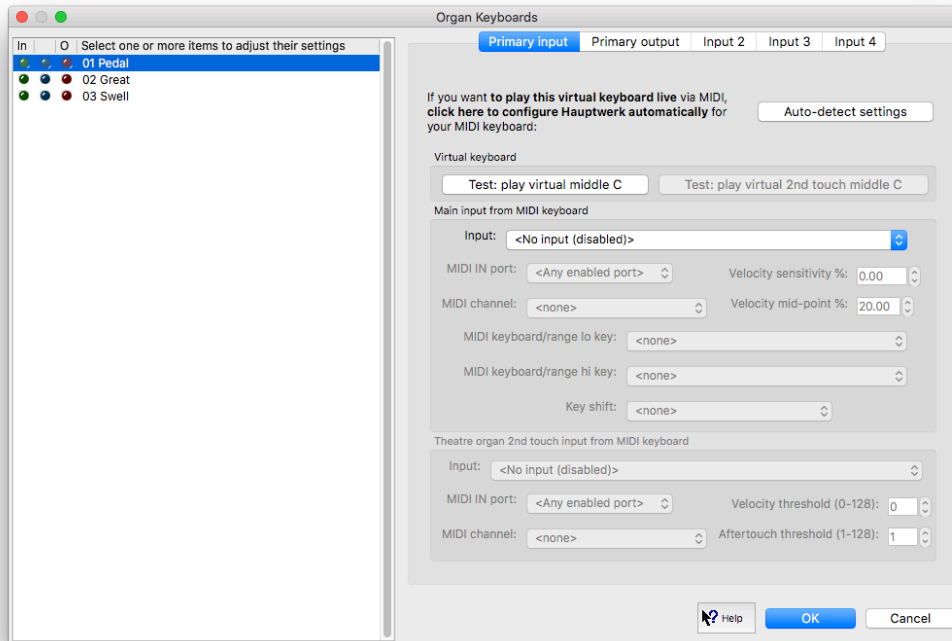 Organ Keyboards
In O Select one or more items to adjust their settings
01 Pedal
02 Great
03 Swell
Primary input Primary output Input 2 Input 3 Input 4
If you want to play this virtual keyboard live via MIDI,
click here to configure Hauptwerk automatically for
your MIDI keyboard:
Auto-detect settings
Virtual keyboard
Test: play virtual middle C Test: play virtual 2nd touch middle C
Main input from MIDI keyboard
Input: <No input (disabled)>
MIDI IN port: <Any enabled port> Velocity sensitivity %: 0.00
MIDI channel: <none> Velocity mid-point %: 20.00
MIDI keyboard/range lo key: <none>
MIDI keyboard/range hi key: <none>
Key shift: <none>
Theatre organ 2nd touch input from MIDI keyboard
Input: <No input (disabled)>
MIDI IN port: <Any enabled port> Velocity threshold (0-128): 0
MIDI channel: <none> Aftertouch threshold (1-128): 1
? Help OK Cancel